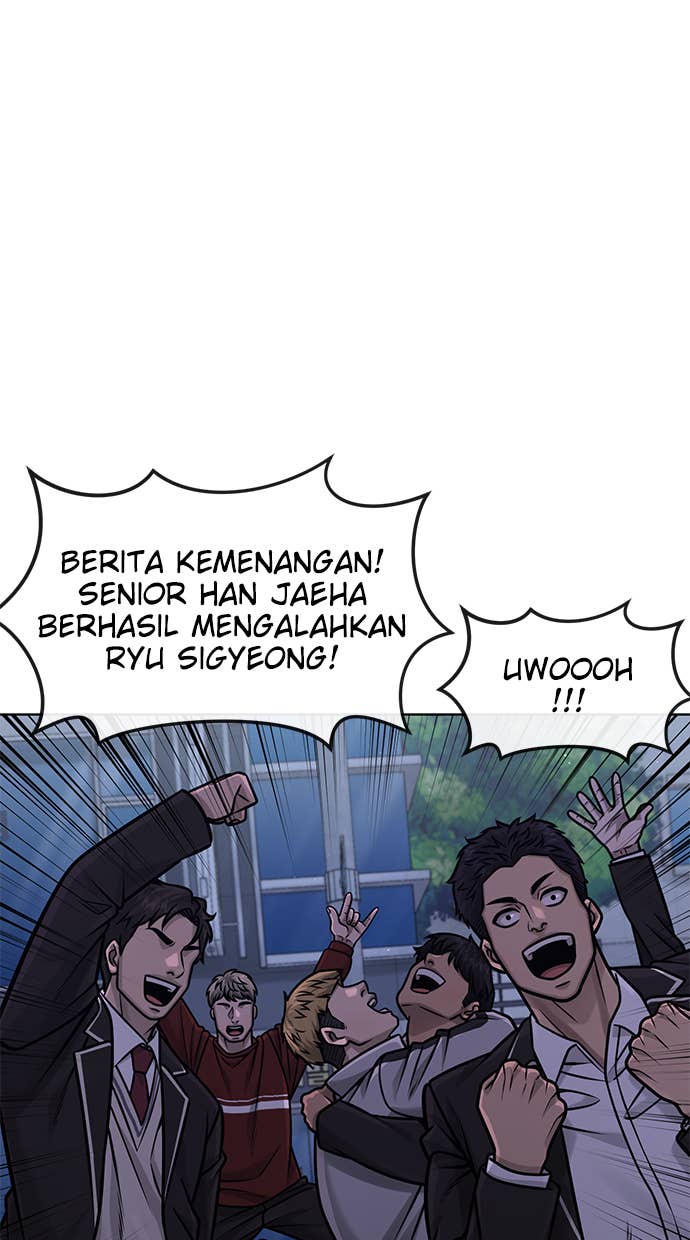 BERITA KEMENANGAN!
SENIOR HAN JAEHA
BERHASIL MENGALAHKAN
RYU SIGYEONG!
UWOOOH
!!!